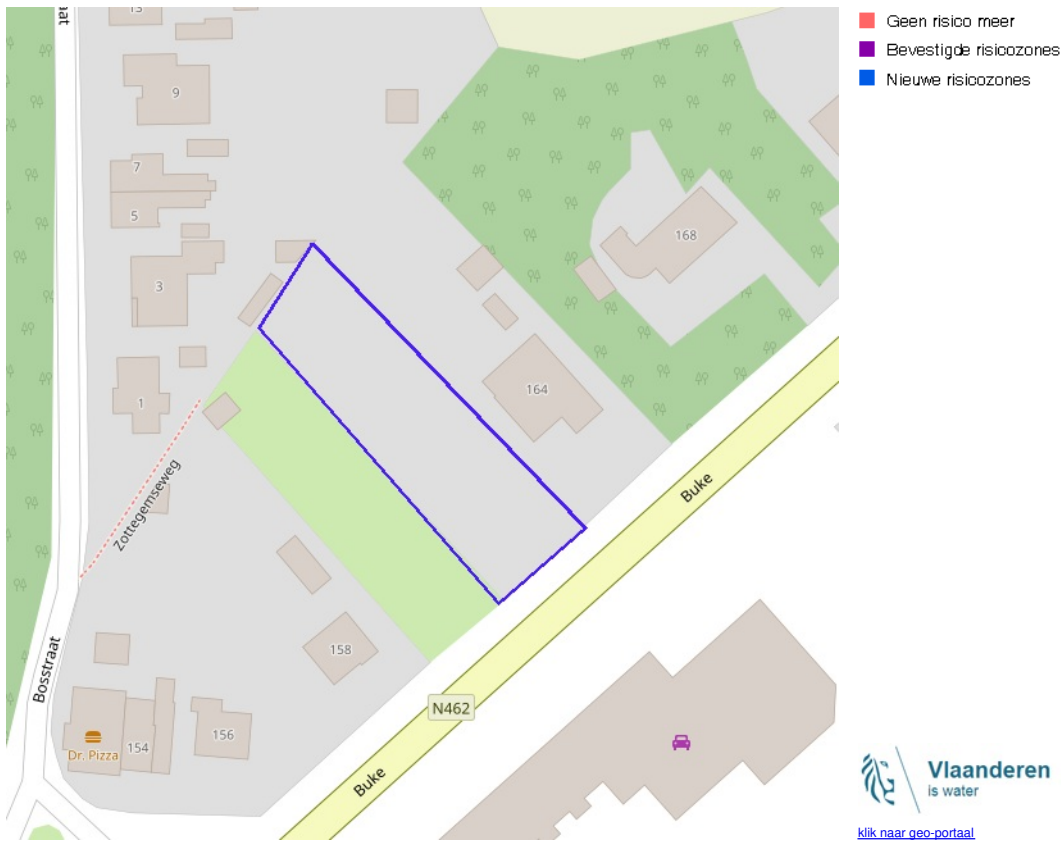 aat
13
9
7
5
3
1
168
164
Zottegemseweg
Buke
158
Bosstraat
N462
Dr. Pizza
154
156
Buke
Geen risico meer
Bevestigde risicozones
Nieuwe risicozones
Vlaanderen
is water
klik naar geo-portaal